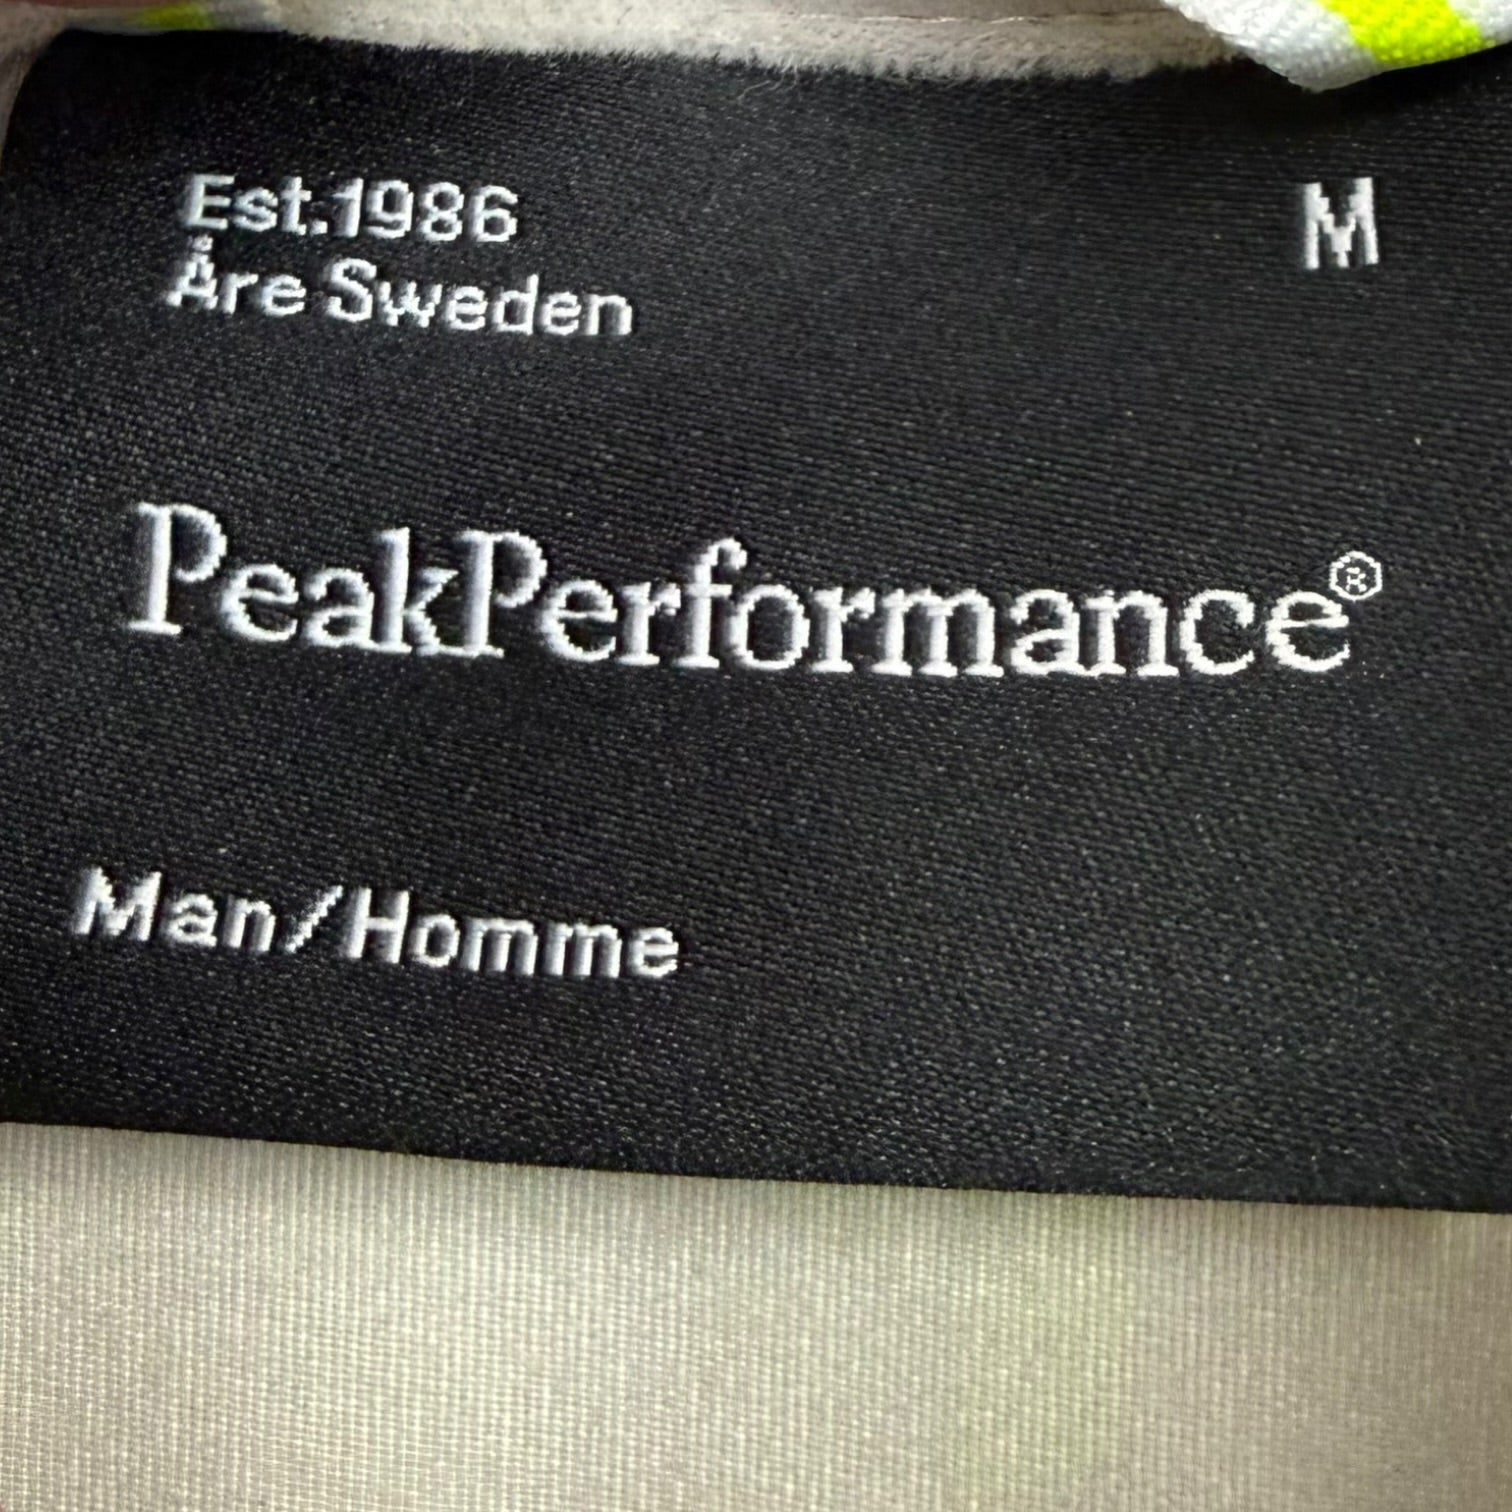 Est.1986
Åre Sweden
M
PeakPerformance®
Man/Homme